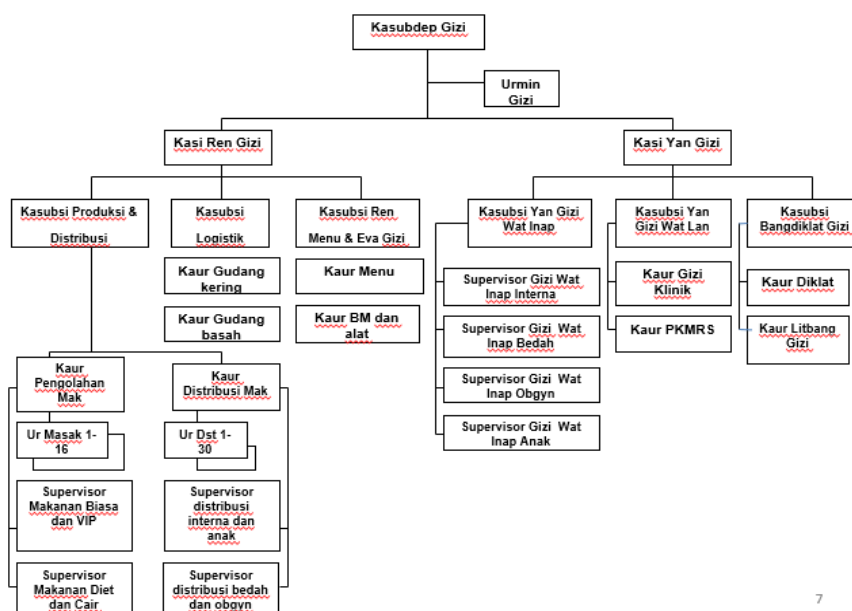 Kasubdep Gizi
Urmin
Gizi
Kasi Ren Gizi
Kasi Yan Gizi
Kasubsi Produksi &
Distribusi
Kasubsi
Logistik
Kasubsi Ren
Menu & Eva Gizi
Kasubsi Yan Gizi
Wat Inap
Kasubsi Yan
Gizi Wat Lan
Kasubsi
Bangdiklat Gizi
Kaur Gudang
kering
Kaur Menu
Supervisor Gizi Wat
Inap Interna
Kaur Gizi
Klinik
Kaur Diklat
Kaur Gudang
basah
Kaur BM dan
alat
Supervisor Gizi Wat
Inap Bedah
Kaur PKMRS
Kaur Litbang
Gizi
Kaur
Pengolahan
Mak
Kaur
Distribusi Mak
Supervisor Gizi Wat
Inap Obgyn
Ur Masak 1-
16
Ur Dst 1-
30
Supervisor Gizi Wat
Inap Anak
Supervisor
Makanan Biasa
dan VIP
Supervisor
distribusi
interna dan
anak
Supervisor
Makanan Diet
dan Cair
Supervisor
distribusi bedah
dan obgyn
7